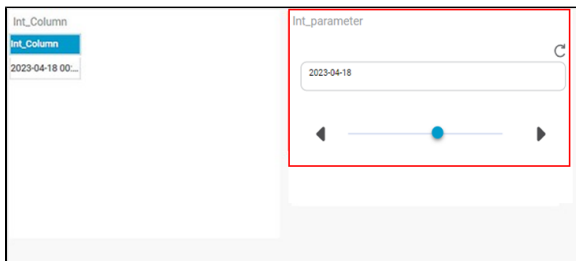 Int_Column
Int_Column
2023-04-18 00:...
Int_parameter
2023-04-18